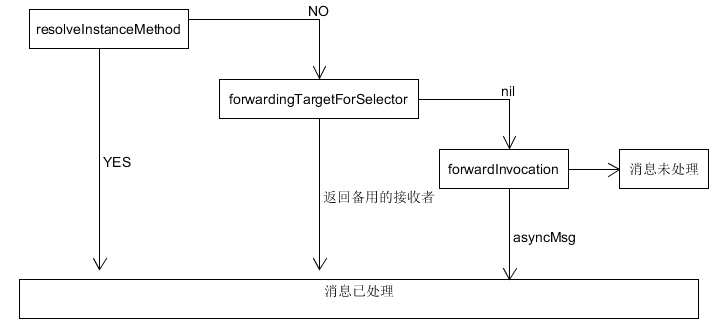 NO
resolveInstanceMethod
forwardingTargetForSelector
nil
YES
forwardInvocation
消息未处理
返回备用的接收者
asyncMsg
消息已处理